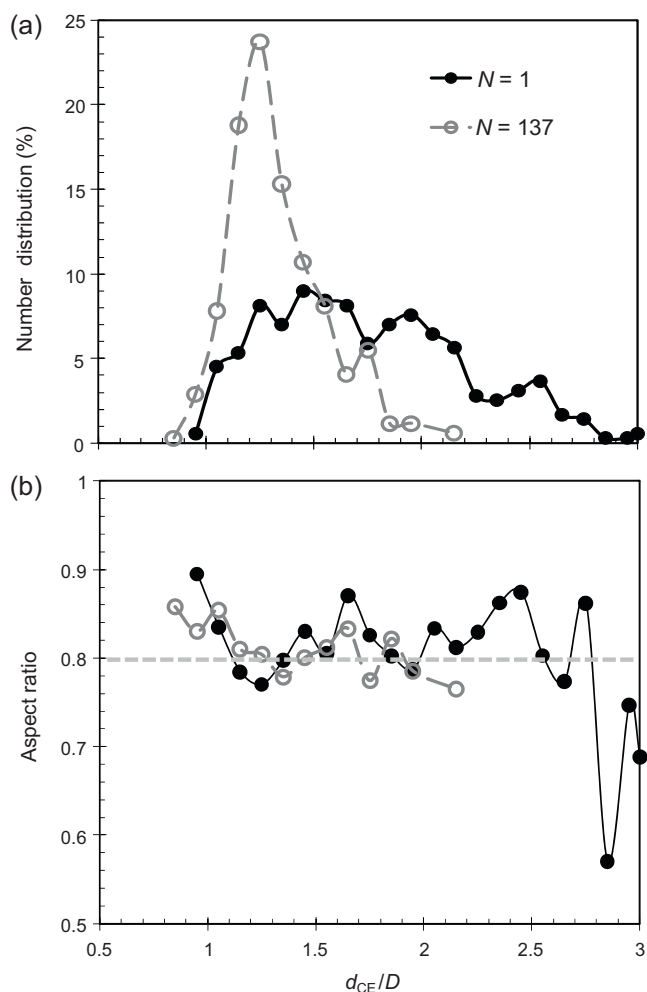 (a)
25
20
15
10
5
0
Number distribution (%)
N = 1
N = 137
(b)
1
0.9
0.8
0.7
0.6
0.5
Aspect ratio
0.5 1 1.5 2 2.5 3
d_CE/D